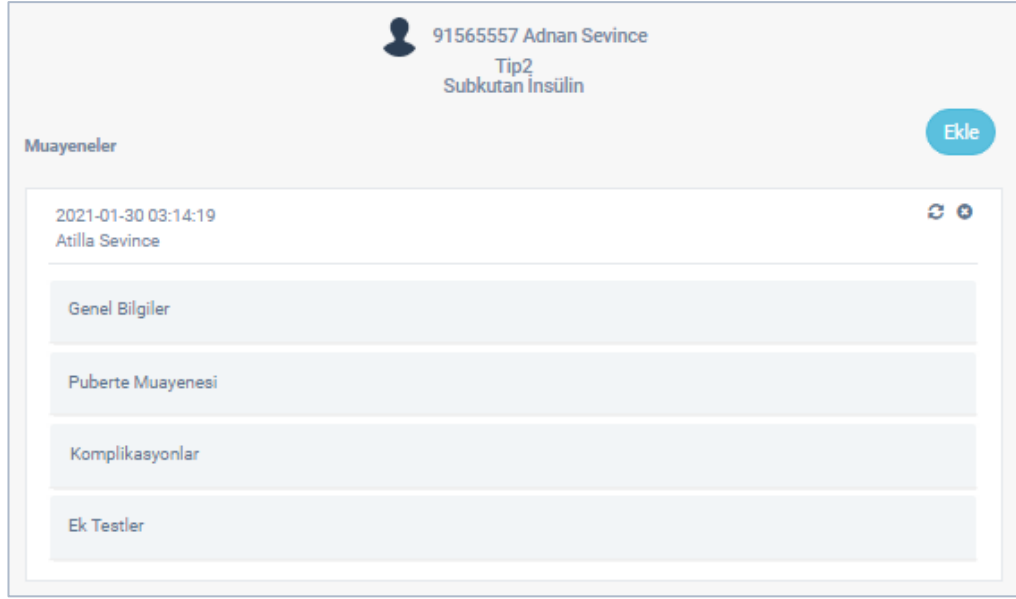 91565557 Adnan Sevince
Tip2
Subkutan İnsülin
Ekle
Muayeneler
2021-01-30 03:14:19
Atilla Sevince
Genel Bilgiler
Puberte Muayenesi
Komplikasyonlar
Ek Testler